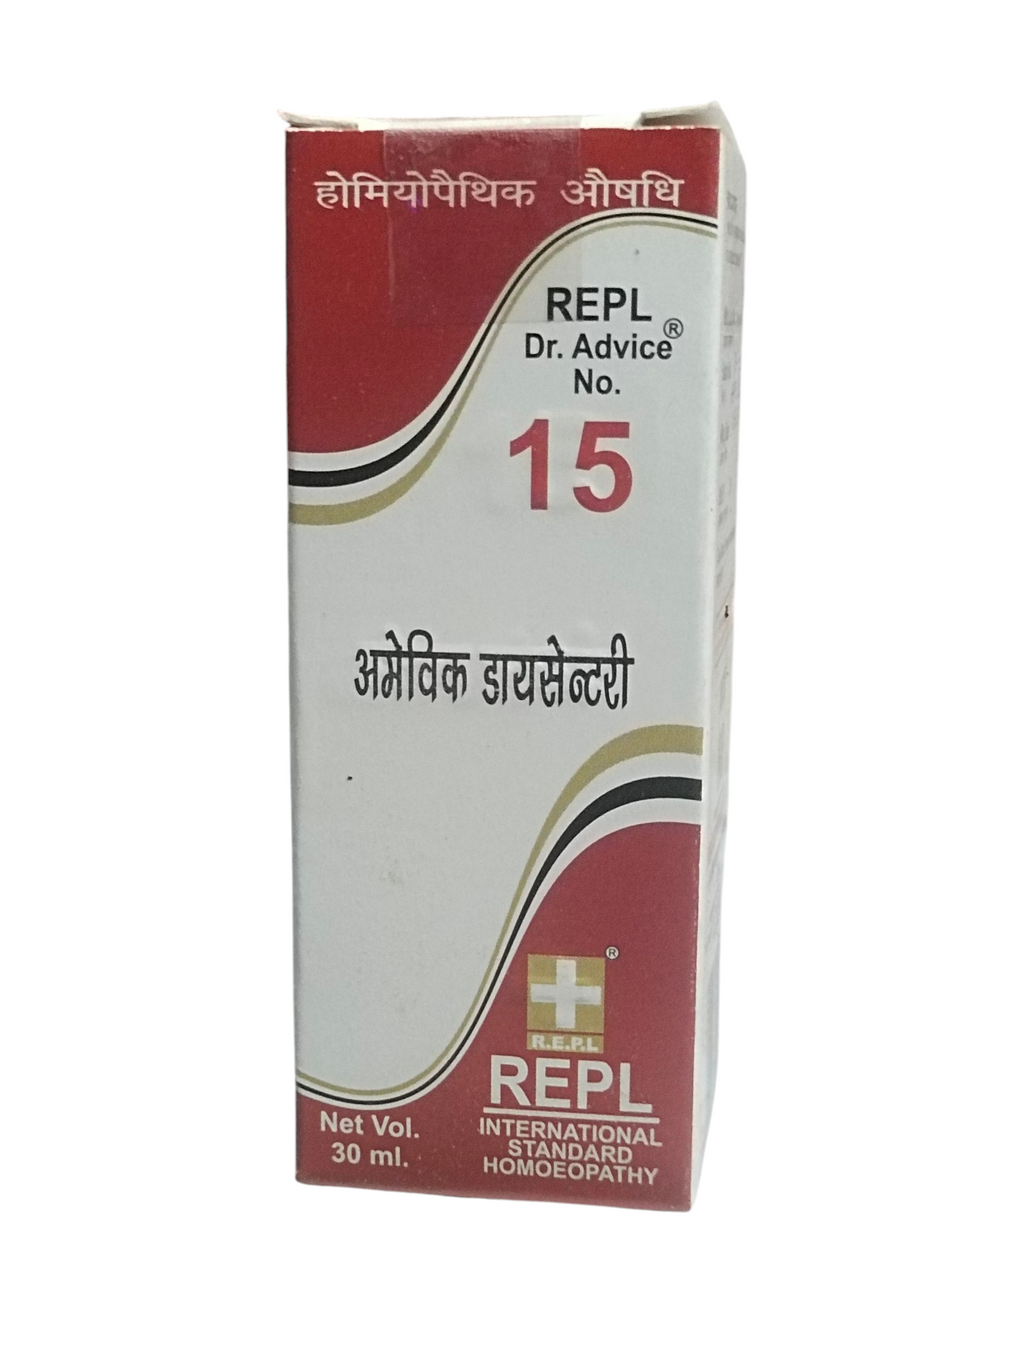 होमियोपैथिक औषधि
REPL
Dr. Advice®
No.
15
अमेविक डायसेन्टरी
®
R.E.P.L
REPL
INTERNATIONAL
STANDARD
HOMOEOPATHY
Net Vol.
30 ml.